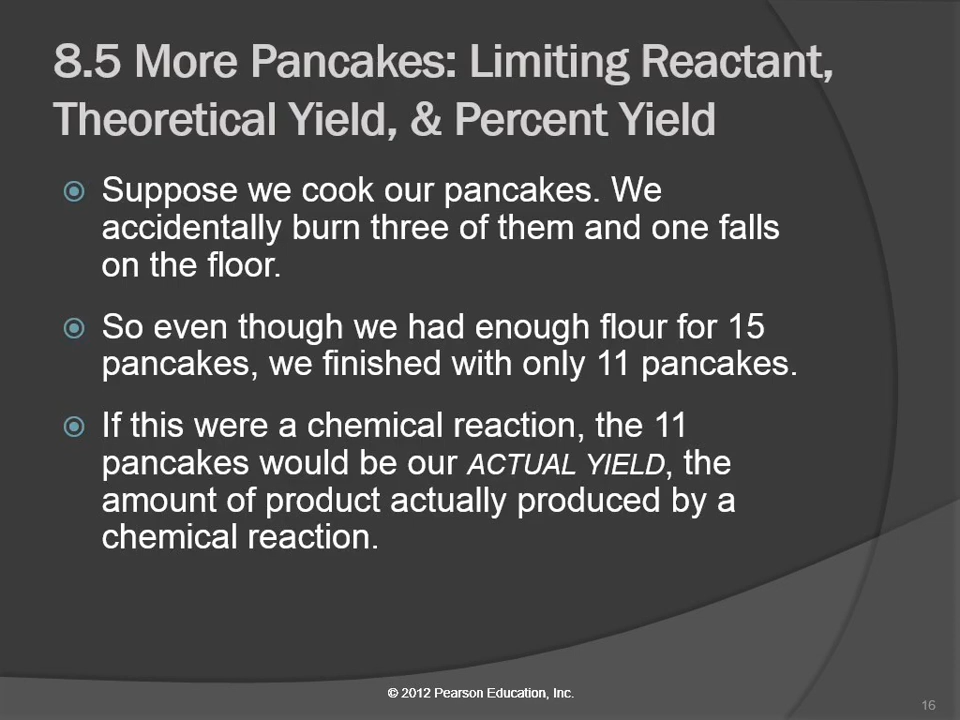 8.5 More Pancakes: Limiting Reactant,
Theoretical Yield, & Percent Yield
Suppose we cook our pancakes. We
accidentally burn three of them and one falls
on the floor.
So even though we had enough flour for 15
pancakes, we finished with only 11 pancakes.
If this were a chemical reaction, the 11
pancakes would be our ACTUAL YIELD, the
amount of product actually produced by a
chemical reaction.
© 2012 Pearson Education, Inc.
16